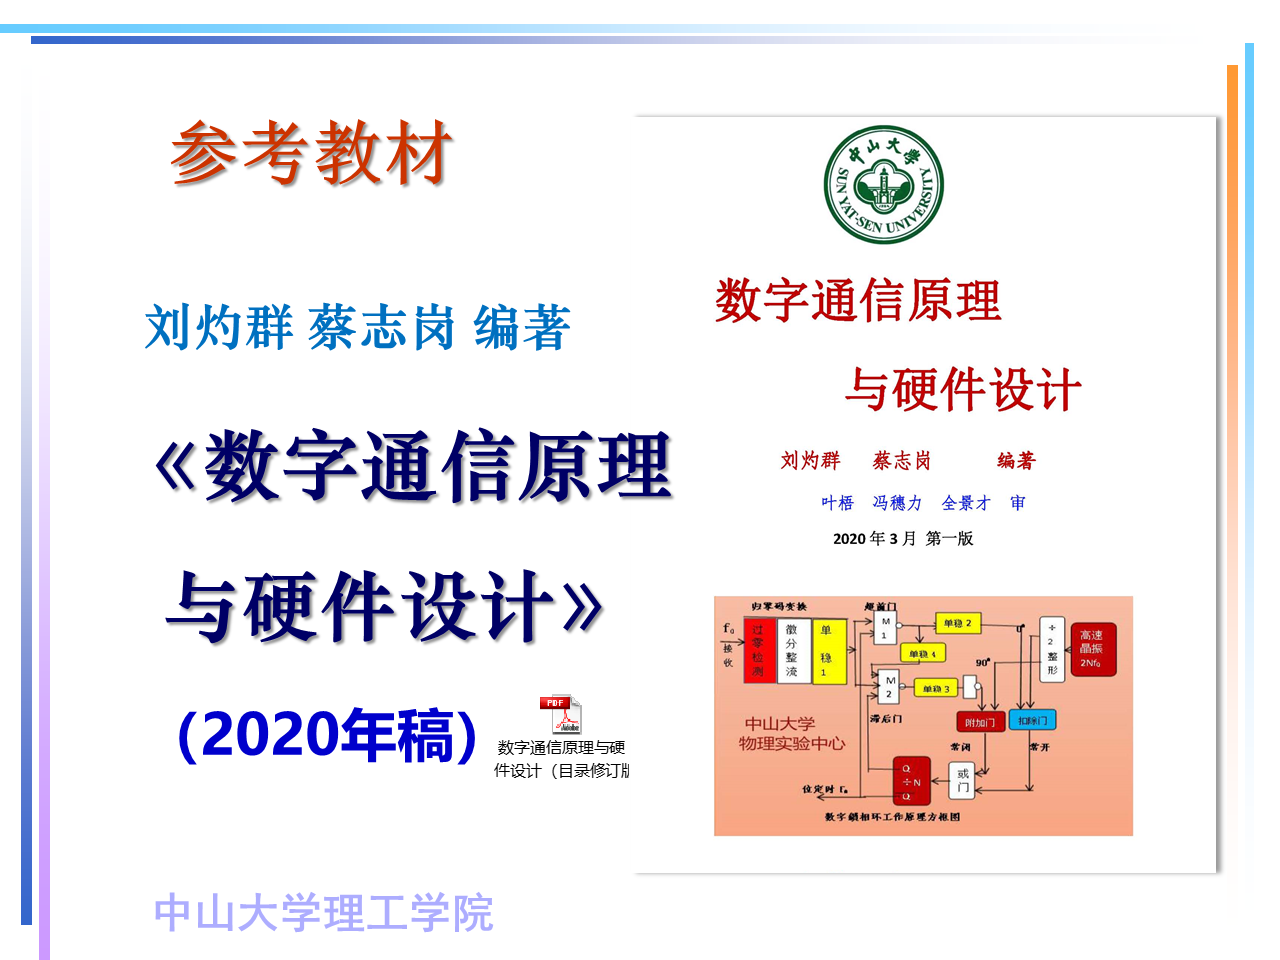 参考教材
刘灼群 蔡志岗 编著
《数字通信原理
与硬件设计》
（2020年稿）
PDF
Adobe
数字通信原理与硬
件设计（目录修订版
中山大学理工学院
中山大学
SUN YAT-SEN UNIVERSITY
数字通信原理
与硬件设计
刘灼群 蔡志岗 编著
叶梧 冯穗力 全景才 审
2020 年 3 月 第一版
归零码变换
超前门
f₀
接收
过零检测
微分整流
单稳1
M1
单稳 2
单稳 4
0°
÷2整形
高速
晶振
2Nf₀
90°
M2
单稳 3
滞后门
附加门
扣除门
中山大学
物理实验中心
常闭
常开
Q
÷N
Q
或门
位定时
数字锁相环工作原理方框图